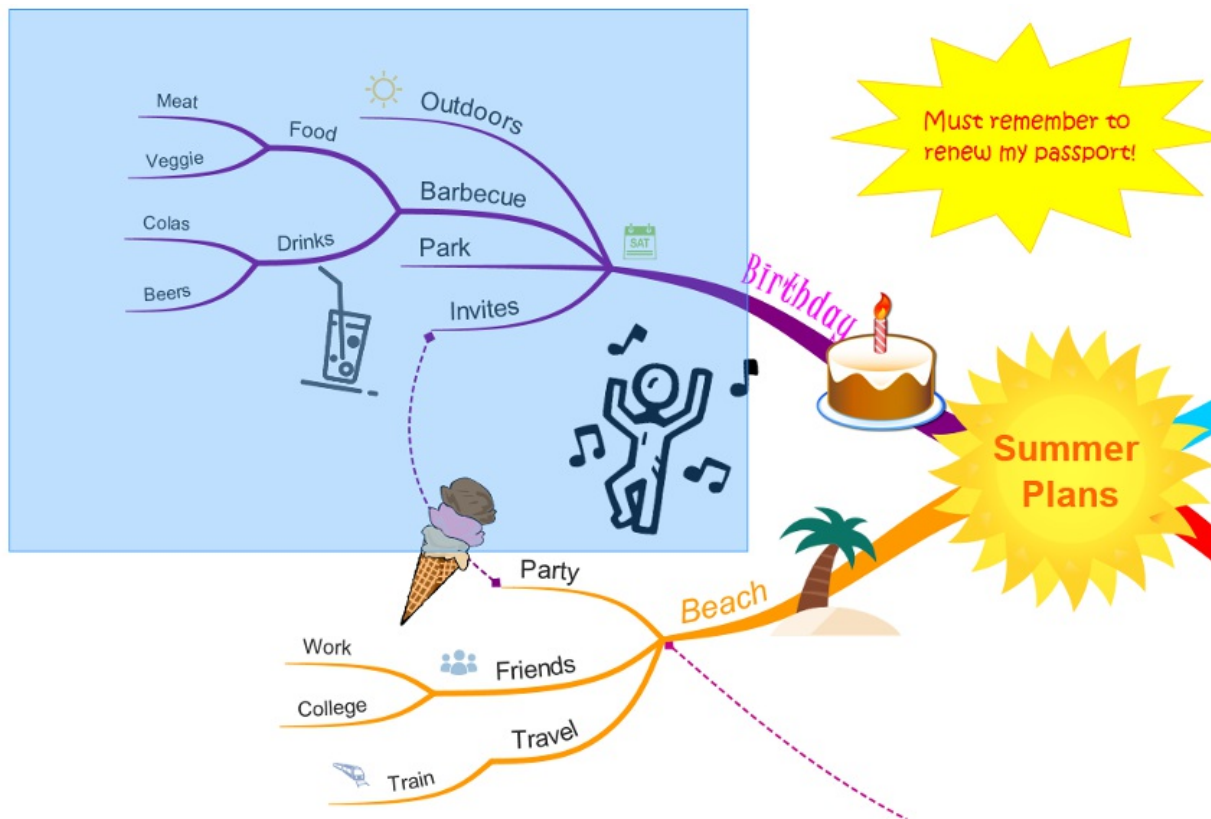 Must remember to
renew my passport!
Summer
Plans
Birthday
SAT
Outdoors
Barbecue
Food
Meat
Veggie
Drinks
Colas
Beers
Park
Invites
Beach
Party
Friends
Work
College
Travel
Train